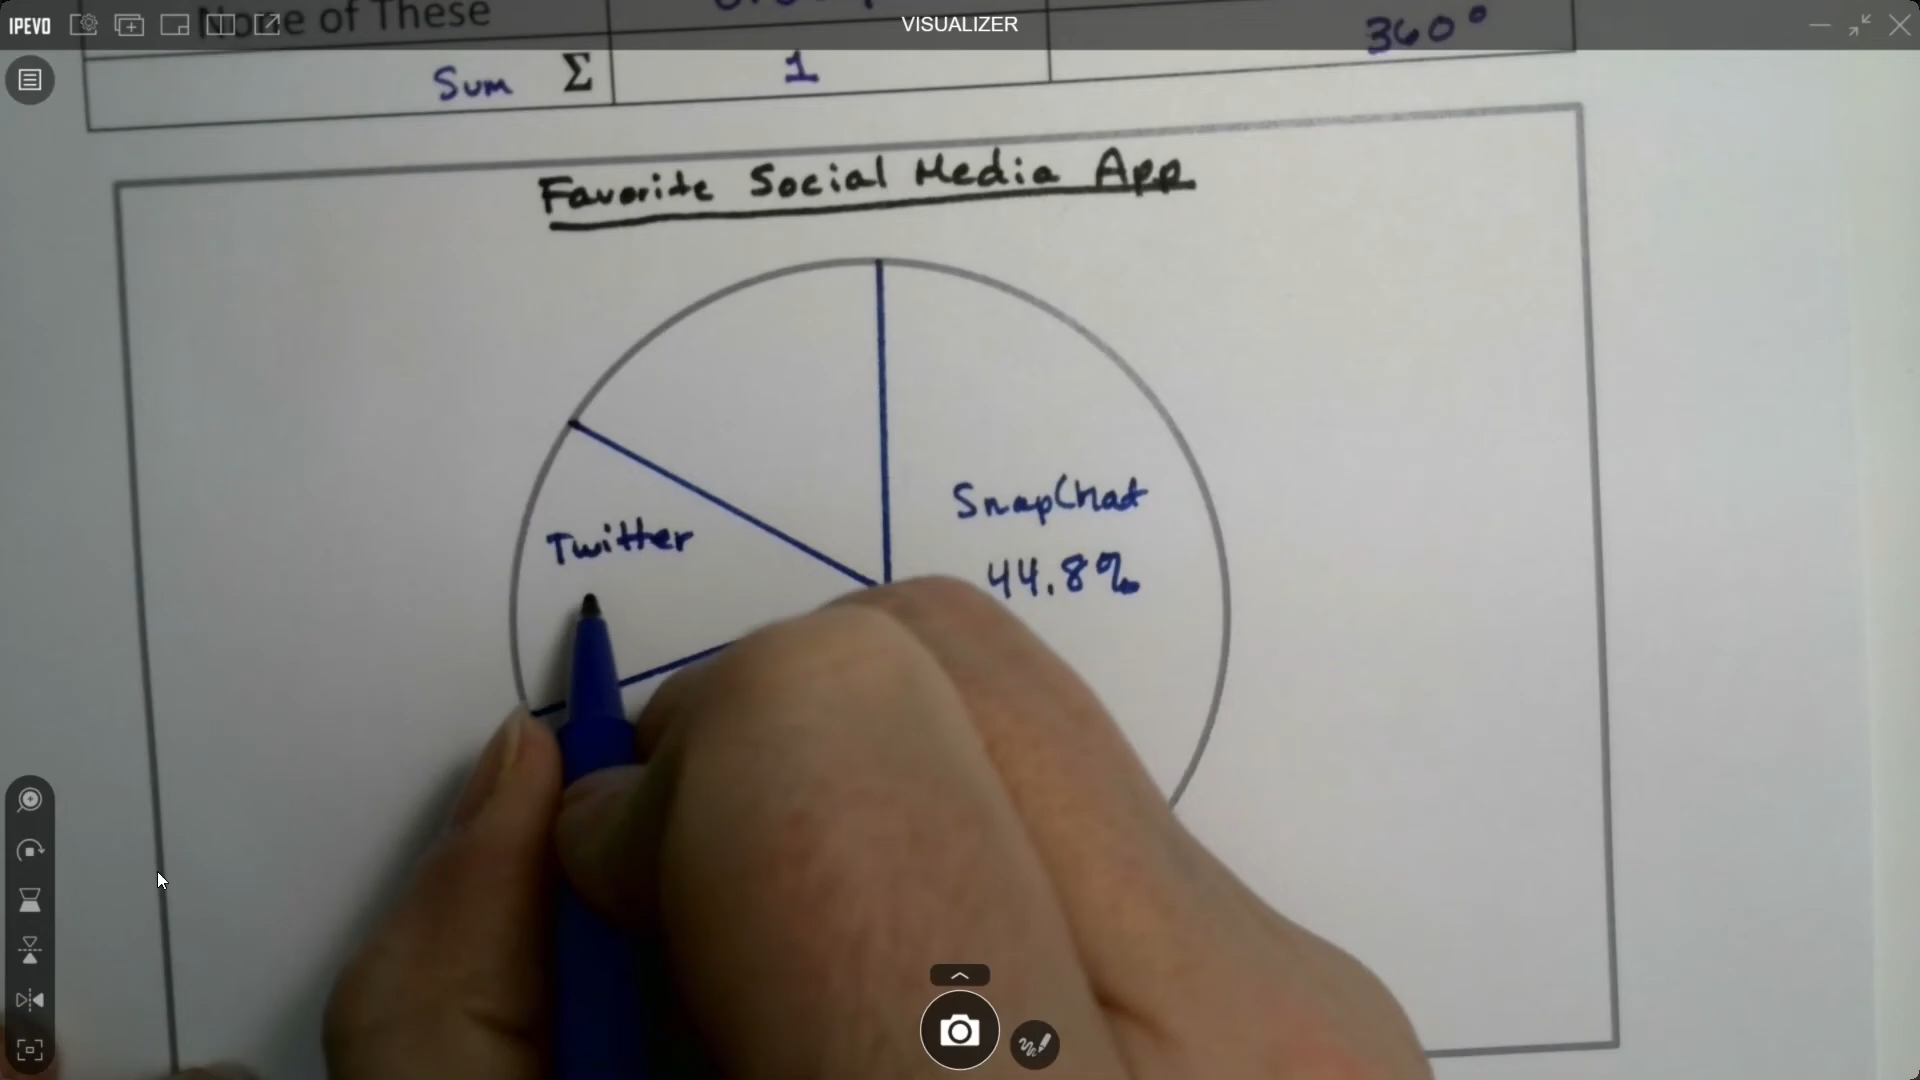 IPEVO
VISUALIZER
None of These
360°
Sum Σ
1
Favorite Social Media App
SnapChat
44.8%
Twitter